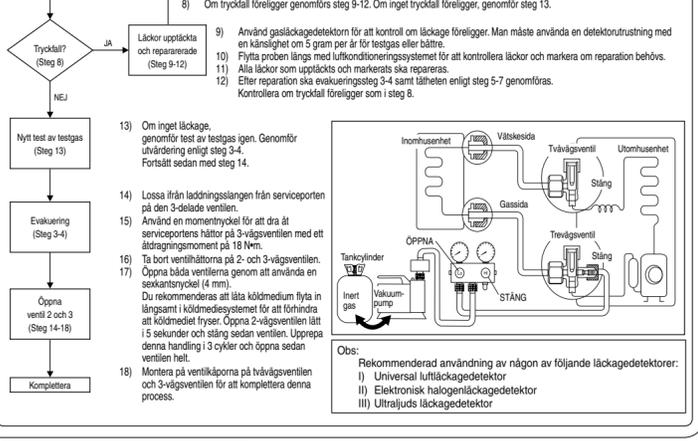 8) Om tryckfall föreligger genomförs steg 9-12. Om inget tryckfall föreligger, genomför steg 13.
Tryckfall?
(Steg 8)
JA
Läckor upptäckta
och repararerade
(Steg 9-12)
NEJ
9) Använd gasläckagedetektorn för att kontroll om läckage föreligger. Man måste använda en detektorutrustning med
en känslighet om 5 gram per år för testgas eller bättre.
10) Flytta proben längs med luftkonditioneringssystemet för att kontrollera läckor och markera om reparation behövs.
11) Alla läckor som upptäckts och markerats ska repareras.
12) Efter reparation ska evakueringssteg 3-4 samt tätheten enligt steg 5-7 genomföras.
Kontrollera om tryckfall föreligger som i steg 8.
Nytt test av testgas
(Steg 13)
13) Om inget läckage,
genomför test av testgas igen. Genomför
utvärdering enligt steg 3-4.
Fortsätt sedan med steg 14.
Evakuering
(Steg 3-4)
14) Lossa ifrån laddningsslangen från serviceporten
på den 3-delade ventilen.
15) Använd en momentnyckel för att dra åt
serviceportens hättor på 3-vägsventilen med ett
åtdragningsmoment på 18 N•m.
16) Ta bort ventilhättorna på 2- och 3-vägsventilen.
Öppna
ventil 2 och 3
(Steg 14-18)
17) Öppna båda ventilerna genom att använda en
sexkantsnyckel (4 mm).
Du rekommenderas att låta köldmedium flyta in
långsamt i köldmediesystemet för att förhindra
att köldmediet fryser. Öppna 2-vägsventilen lätt
i 5 sekunder och stäng sedan ventilen. Upprepa
denna handling i 3 cykler och öppna sedan
ventilen helt.
Komplettera
18) Montera på ventilkåporna på tvåvägsventilen
och 3-vägsventilen för att komplettera denna
process.
Inomhusenhet
Vätskesida
Tvåvägsventil
Utomhusenhet
Stäng
Gassida
Trevägsventil
ÖPPNA
Stäng
Tankcylinder
Inert
gas
Vakuum-
pump
STÄNG
Obs:
Rekommenderad användning av någon av följande läckagedetektorer:
I) Universal luftläckagedetektor
II) Elektronisk halogenläckagedetektor
III) Ultraljuds läckagedetektor